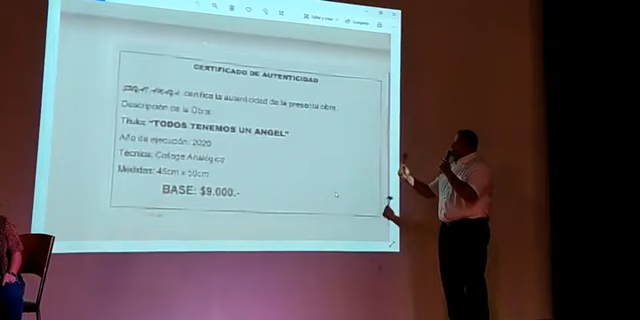 CERTIFICADO DE AUTENTICIDAD
certifica la autenticidad de la presente obra.
Descripción de la Obra:
Título: "TODOS TENEMOS UN ANGEL"
Año de ejecución: 2020
Técnica: Collage Analógico
Medidas: 45cm x 50cm
BASE: $9.000.-